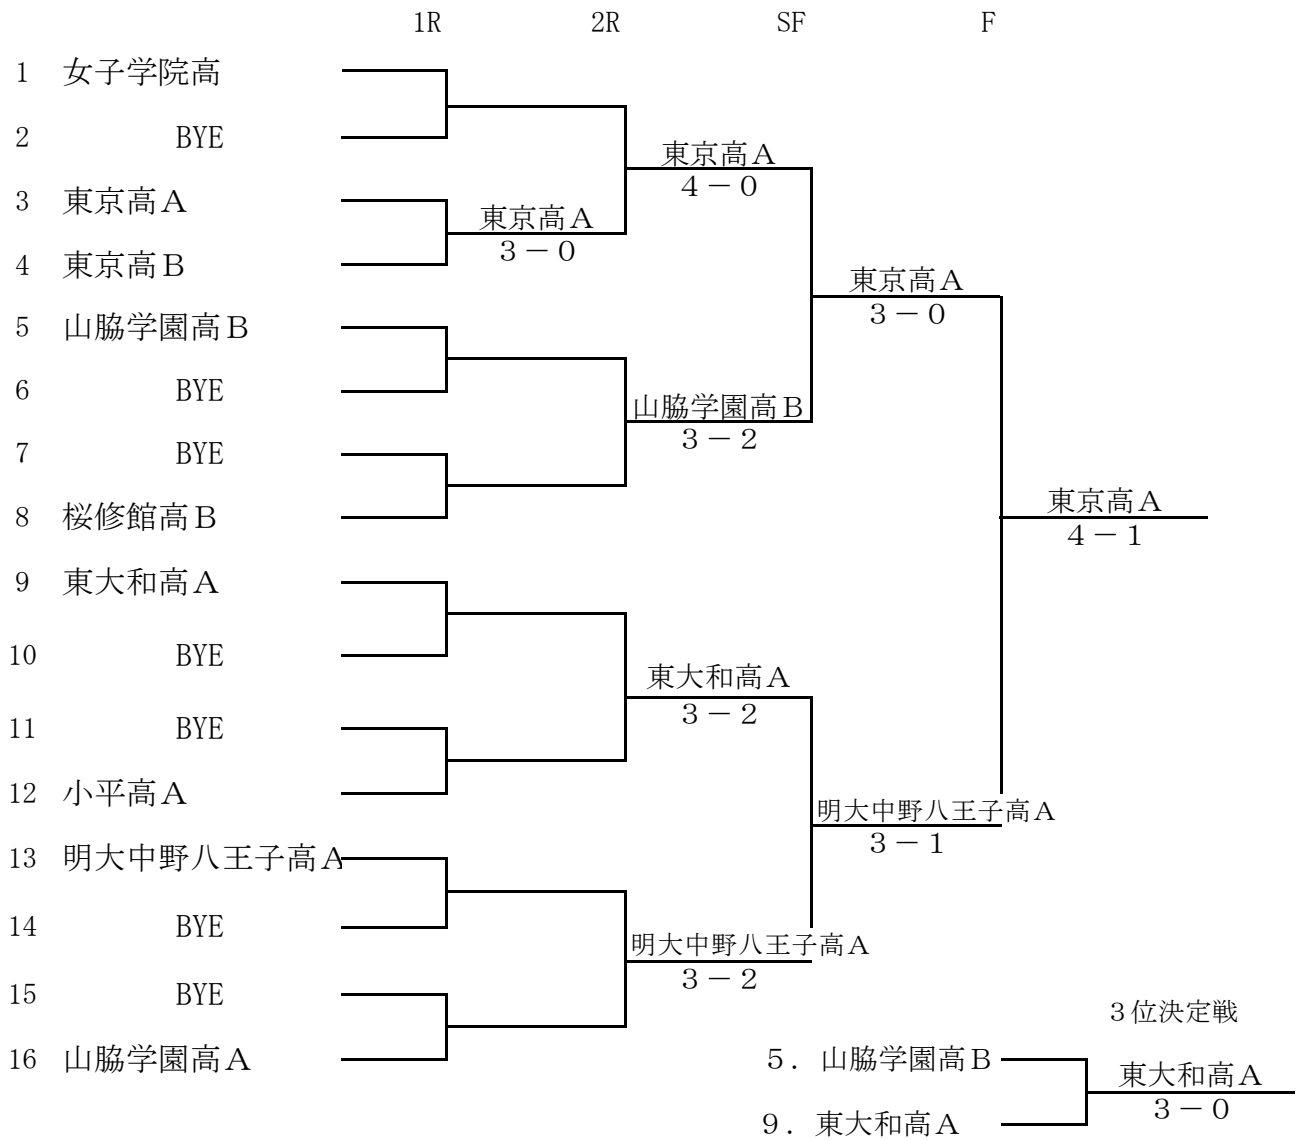 1R 2R SF F
1 女子学院高
2 BYE
東京高A
4－0
3 東京高A
東京高A
3－0
4 東京高B
東京高A
3－0
5 山脇学園高B
6 BYE
山脇学園高B
3－2
7 BYE
8 桜修館高B
東京高A
4－1
9 東大和高A
10 BYE
東大和高A
3－2
11 BYE
12 小平高A
明大中野八王子高A
3－1
13 明大中野八王子高A
14 BYE
明大中野八王子高A
3－2
15 BYE
3位決定戦
16 山脇学園高A
5．山脇学園高B
東大和高A
3－0
9．東大和高A